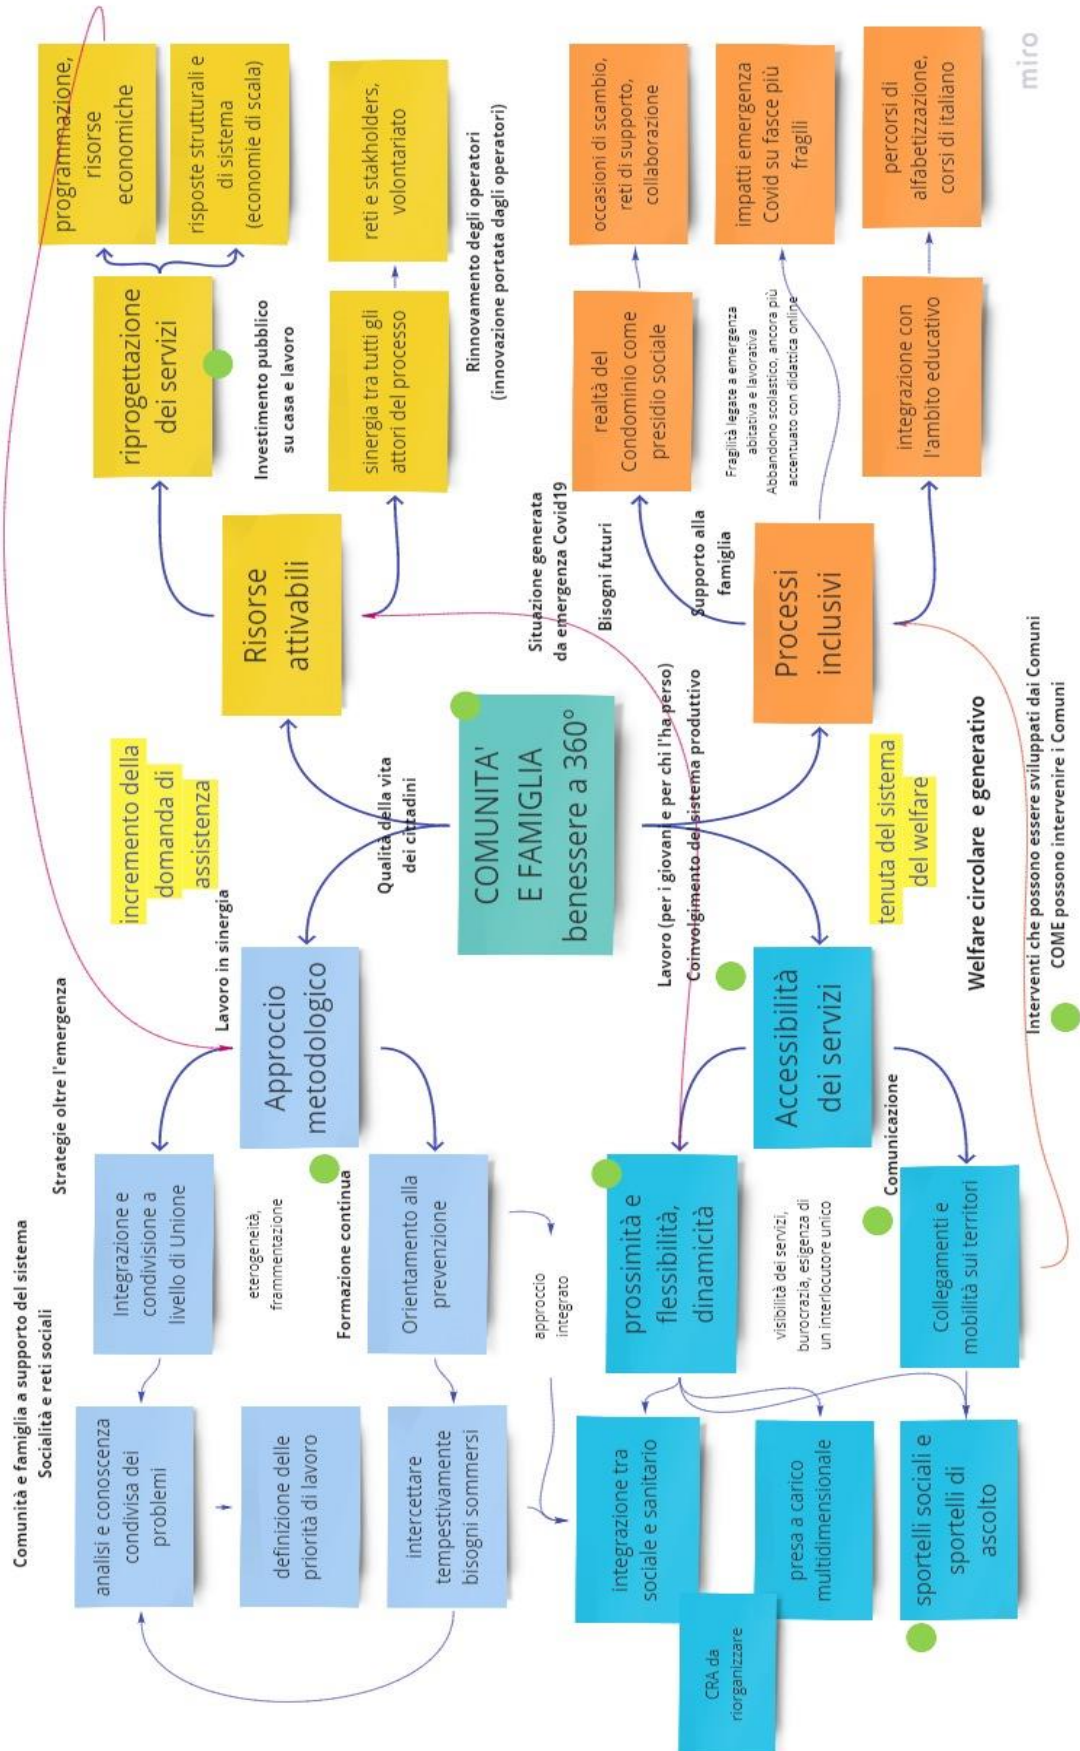 Comunità e famiglia a supporto del sistema
Socialità e reti sociali
Strategie oltre l'emergenza
analisi e conoscenza
condivisa dei
problemi
Integrazione e
condivisione a
livello di Unione
Lavoro in sinergia
incremento della
domanda di
assistenza
riprogettazione
dei servizi
programmazione,
risorse
economiche
risposte strutturali e
di sistema
(economie di scala)
definizione delle
priorità di lavoro
eterogeneità,
frammentazione
Approccio
metodologico
Risorse
attivabili
Investimento pubblico
su casa e lavoro
Formazione continua
intercettare
tempestivamente
bisogni sommersi
Orientamento alla
prevenzione
Qualità della vita
dei cittadini
sinergia tra tutti gli
attori del processo
reti e stakholders,
volontariato
Rinnovamento degli operatori
(innovazione portata dagli operatori)
approccio
integrato
COMUNITA'
E FAMIGLIA
benessere a 360°
Situazione generata
da emergenza Covid19
Bisogni futuri
Supporto alla
famiglia
realtà del
Condominio come
presidio sociale
occasioni di scambio,
reti di supporto,
collaborazione
integrazione tra
sociale e sanitario
prossimità e
flessibilità,
dinamicità
Lavoro (per i giovani e per chi l'ha perso)
Coinvolgimento del sistema produttivo
CRA da
riorganizzare
presa a carico
multidimensionale
visibilità dei servizi,
burocrazia, esigenza di
un interlocutore unico
Accessibilità
dei servizi
Processi
inclusivi
Fragilità legate a emergenza
abitativa e lavorativa
Abbandono scolastico, ancora più
accentuato con didattica online
impatti emergenza
Covid su fasce più
fragili
Comunicazione
tenuta del sistema
del welfare
sportelli sociali e
sportelli di
ascolto
Collegamenti e
mobilità sui territori
Welfare circolare e generativo
integrazione con
l'ambito educativo
percorsi di
alfabetizzazione,
corsi di italiano
Interventi che possono essere sviluppati dai Comuni
COME possono intervenire i Comuni
miro